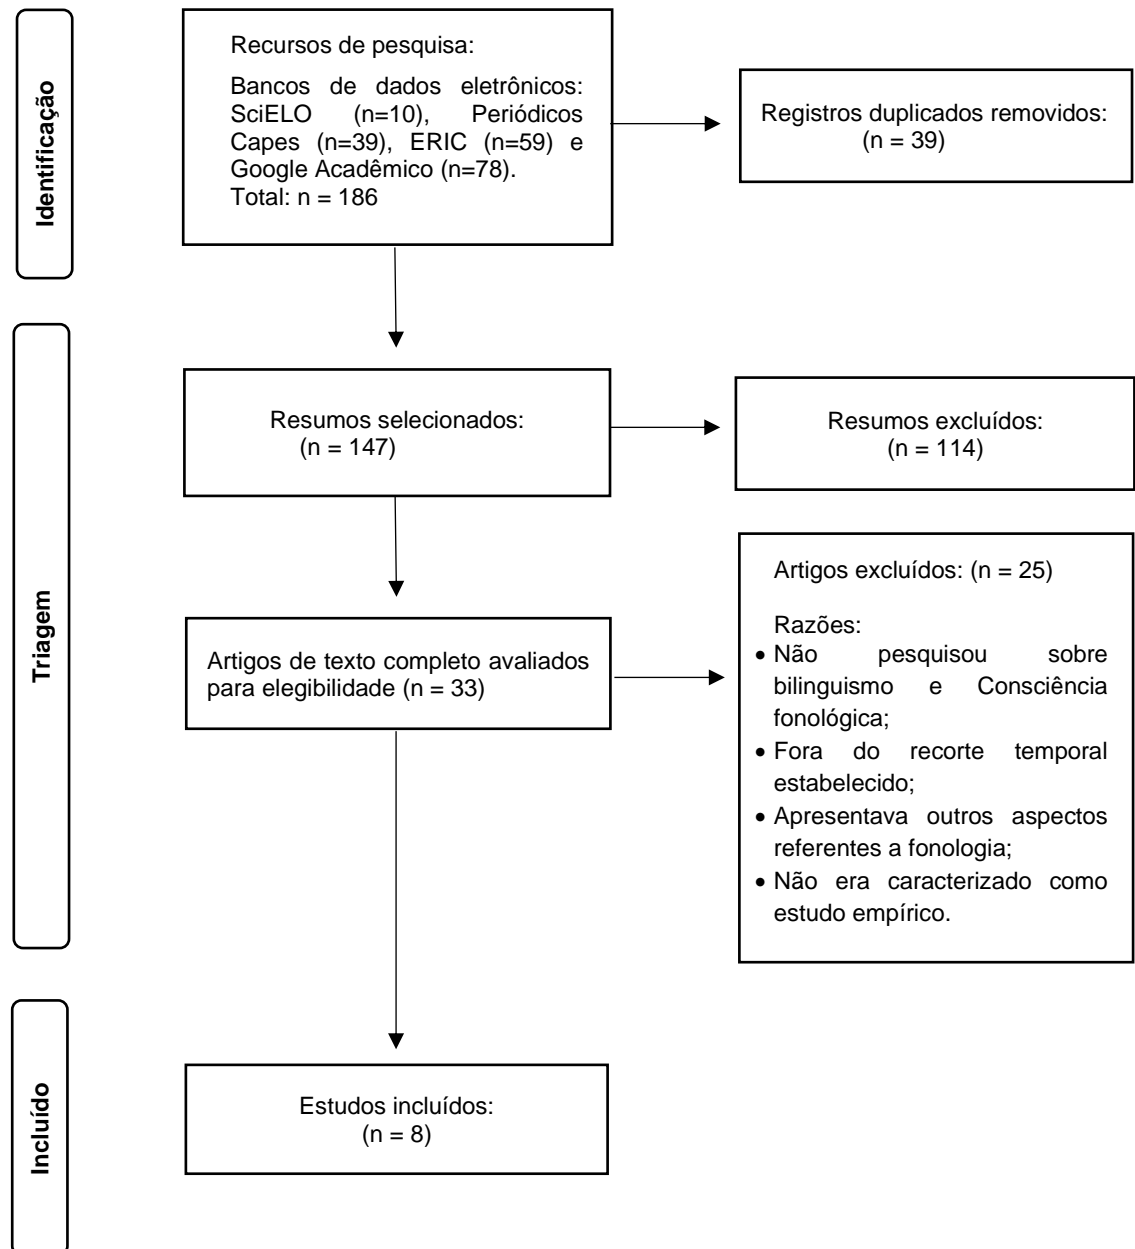 Identificação
Recursos de pesquisa:
Bancos de dados eletrônicos:
SciELO (n=10), Periódicos
Capes (n=39), ERIC (n=59) e
Google Acadêmico (n=78).
Total: n = 186
Registros duplicados removidos:
(n = 39)
Triagem
Resumos selecionados:
(n = 147)
Resumos excluídos:
(n = 114)
Artigos de texto completo avaliados
para elegibilidade (n = 33)
Artigos excluídos: (n = 25)
Razões:
• Não pesquisou sobre
bilinguismo e Consciência
fonológica;
• Fora do recorte temporal
estabelecido;
• Apresentava outros aspectos
referentes a fonologia;
• Não era caracterizado como
estudo empírico.
Incluído
Estudos incluídos:
(n = 8)